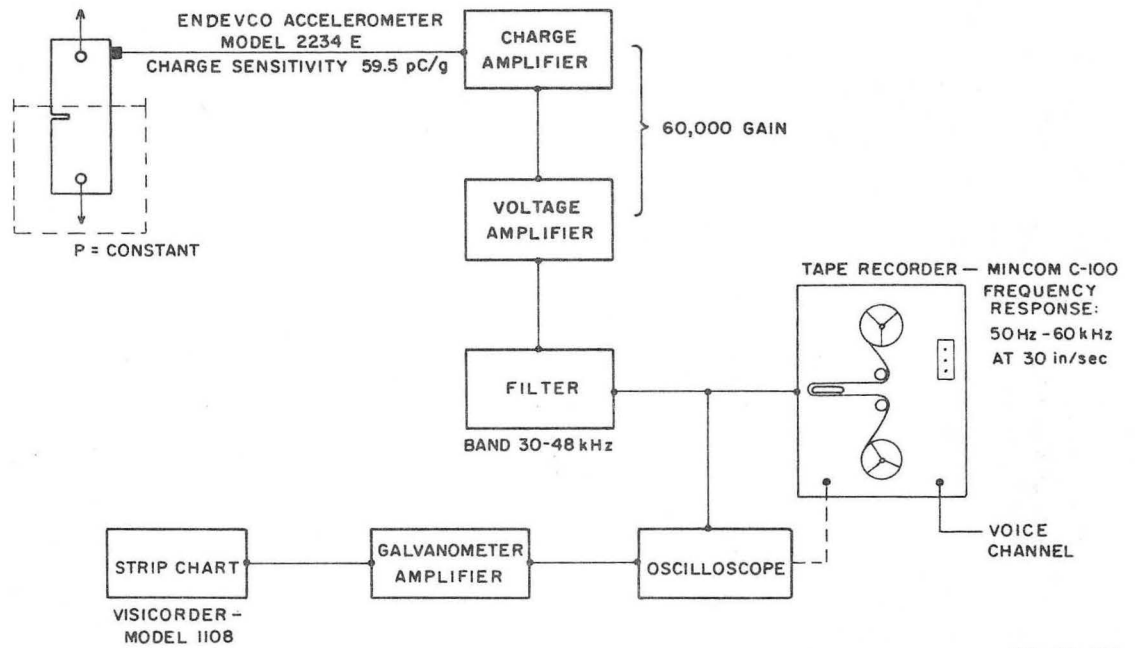 ENDEVCO ACCELEROMETER
MODEL 2234 E
CHARGE SENSITIVITY 59.5 pC/g
CHARGE
AMPLIFIER
60,000 GAIN
P = CONSTANT
VOLTAGE
AMPLIFIER
TAPE RECORDER — MINCOM C-100
FREQUENCY
RESPONSE:
50 Hz - 60 kHz
AT 30 in/sec
FILTER
BAND 30-48 kHz
VOICE
CHANNEL
STRIP CHART
GALVANOMETER
AMPLIFIER
OSCILLOSCOPE
VISICORDER -
MODEL 1108